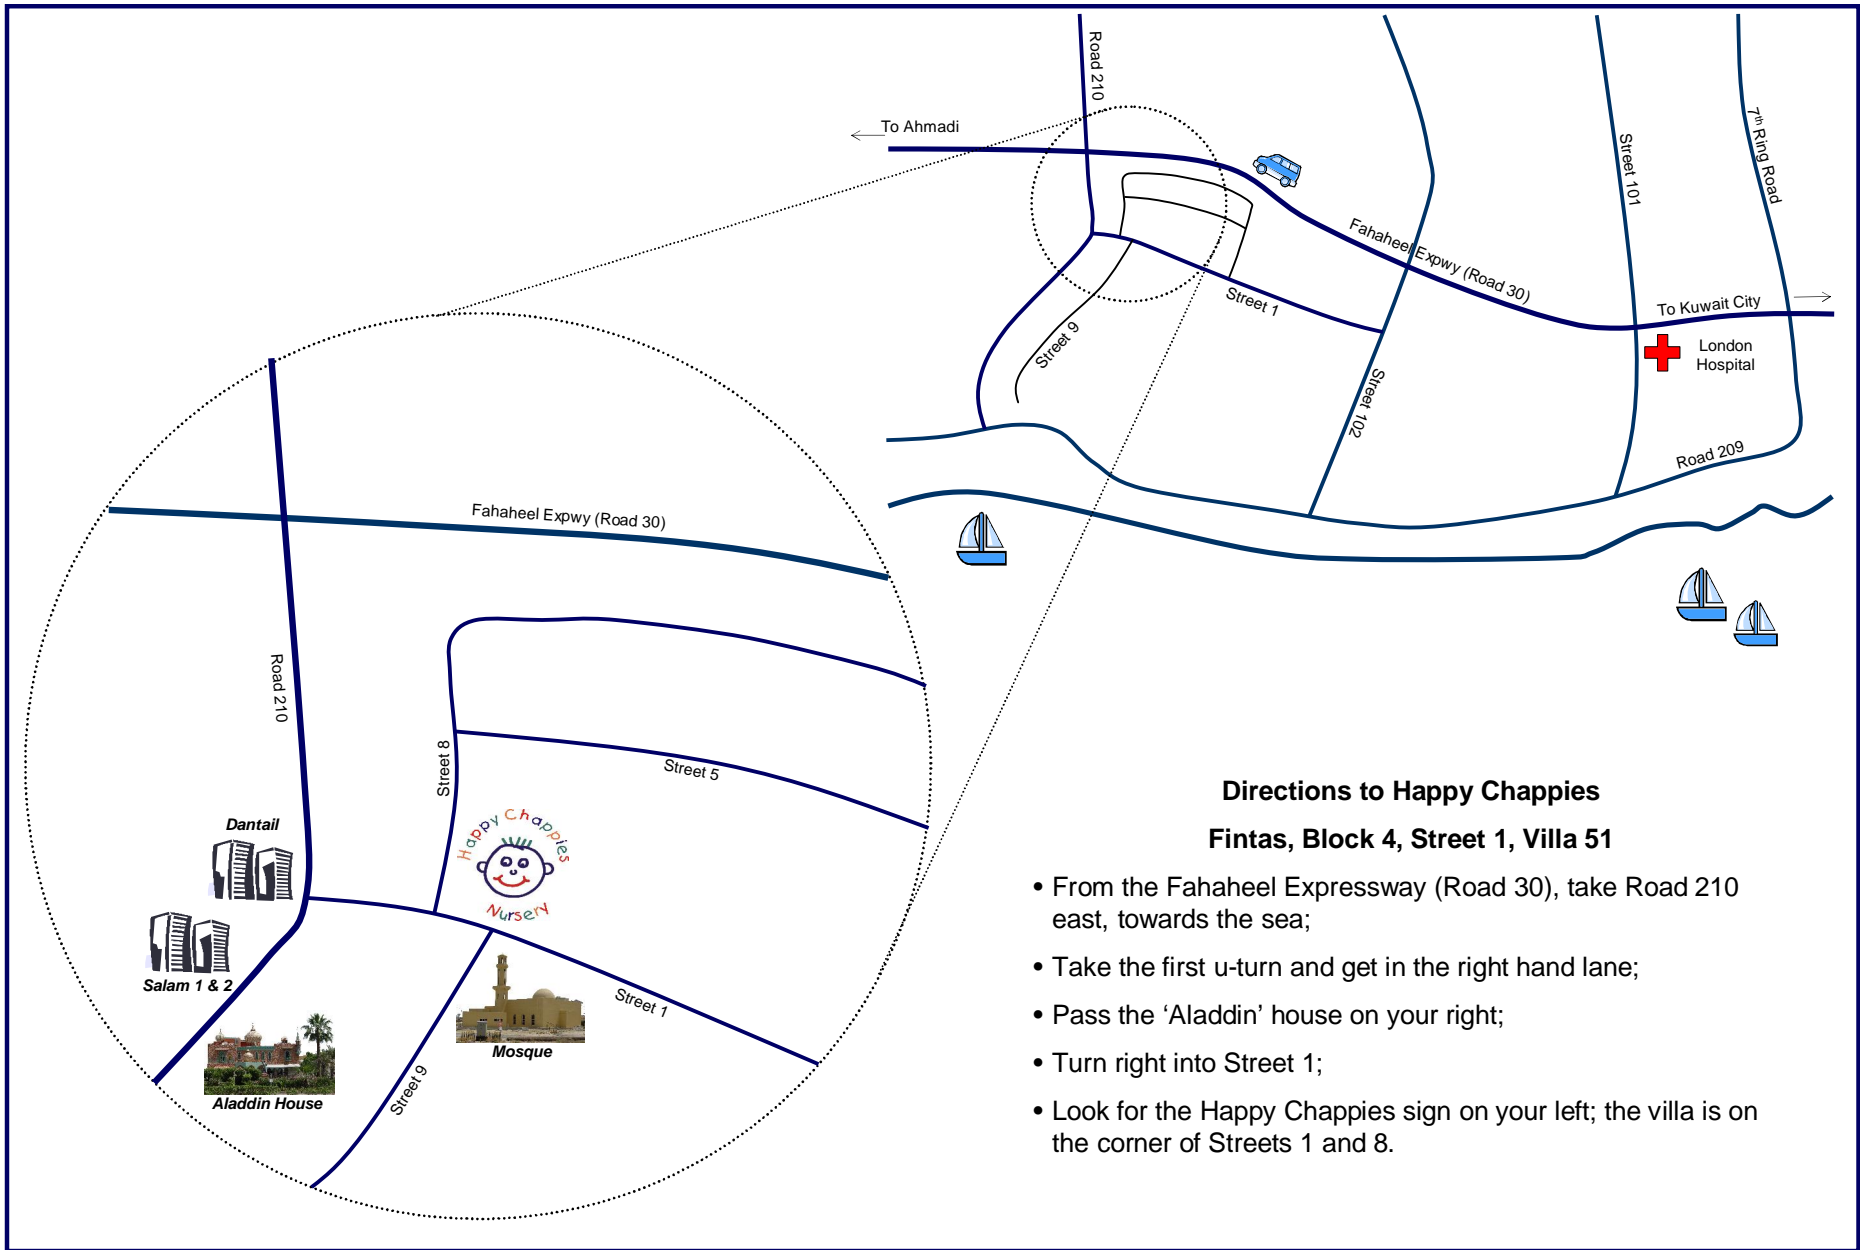 Road 210
To Ahmadi
Street 101
7th Ring Road
Fahaheel Expwy (Road 30)
To Kuwait City
Street 1
London
Hospital
Street 9
Street 102
Road 209
Fahaheel Expwy (Road 30)
Road 210
Street 8
Street 5
Happy Chappies
Nursery
Dantail
Salam 1 & 2
Street 1
Mosque
Street 9
Aladdin House
Directions to Happy Chappies
Fintas, Block 4, Street 1, Villa 51
• From the Fahaheel Expressway (Road 30), take Road 210
east, towards the sea;
• Take the first u-turn and get in the right hand lane;
• Pass the ‘Aladdin’ house on your right;
• Turn right into Street 1;
• Look for the Happy Chappies sign on your left; the villa is on
the corner of Streets 1 and 8.